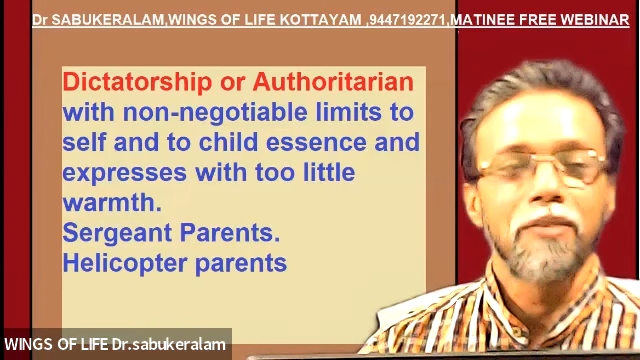 Dr SABUKERALAM,WINGS OF LIFE KOTTAYAM ,9447192271,MATINEE FREE WEBINAR
Dictatorship or Authoritarian
with non-negotiable limits to
self and to child essence and
expresses with too little
warmth.
Sergeant Parents.
Helicopter parents
WINGS OF LIFE Dr.sabukeralam